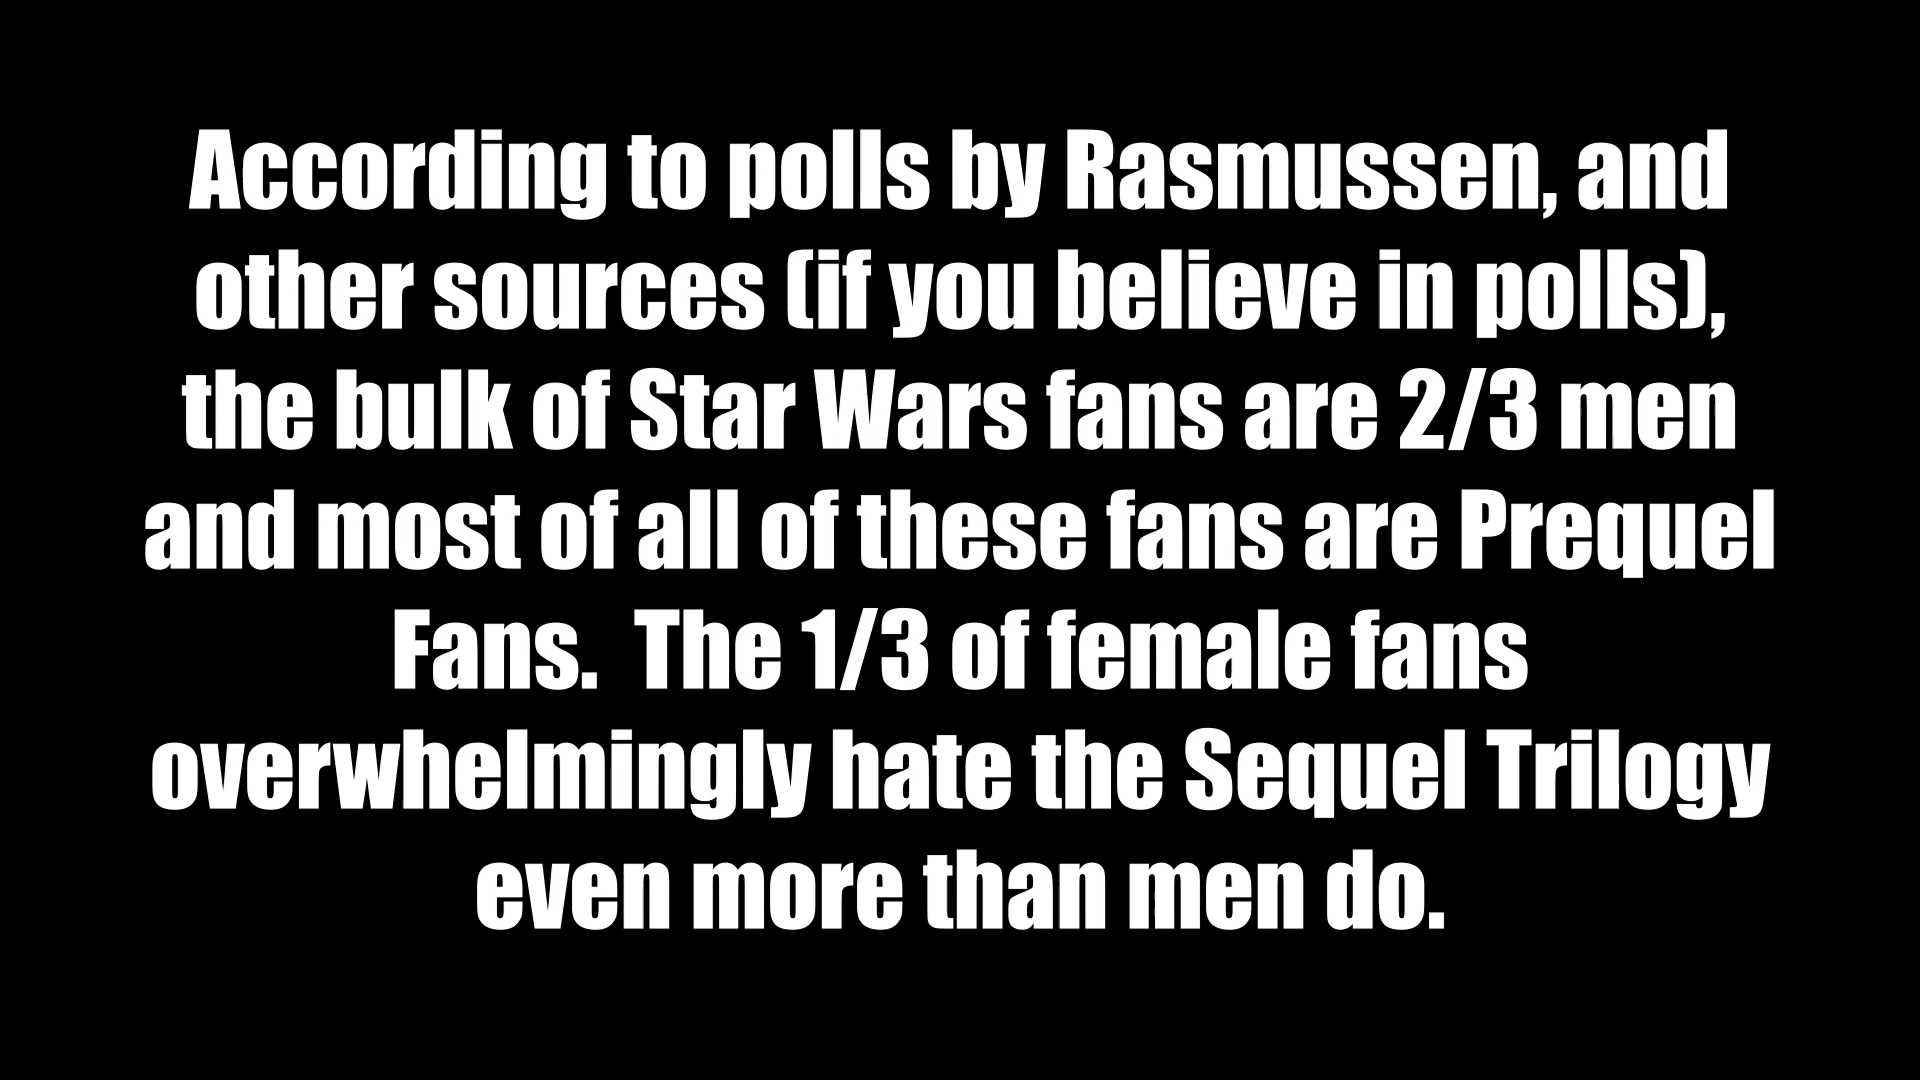 According to polls by Rasmussen, and
other sources (if you believe in polls),
the bulk of Star Wars fans are 2/3 men
and most of all of these fans are Prequel
Fans.  The 1/3 of female fans
overwhelmingly hate the Sequel Trilogy
even more than men do.